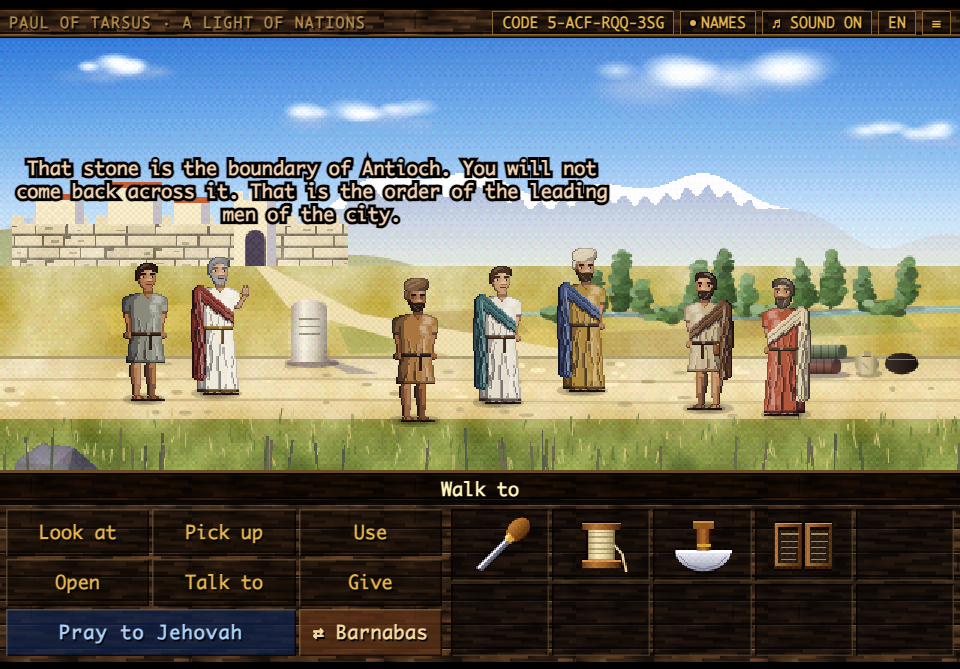 PAUL OF TARSUS · A LIGHT OF NATIONS
CODE 5-ACF-RQQ-3SG
• NAMES
♬ SOUND ON
EN
≡
That stone is the boundary of Antioch. You will not
come back across it. That is the order of the leading
men of the city.
Walk to
Look at
Pick up
Use
Open
Talk to
Give
Pray to Jehovah
⇄ Barnabas